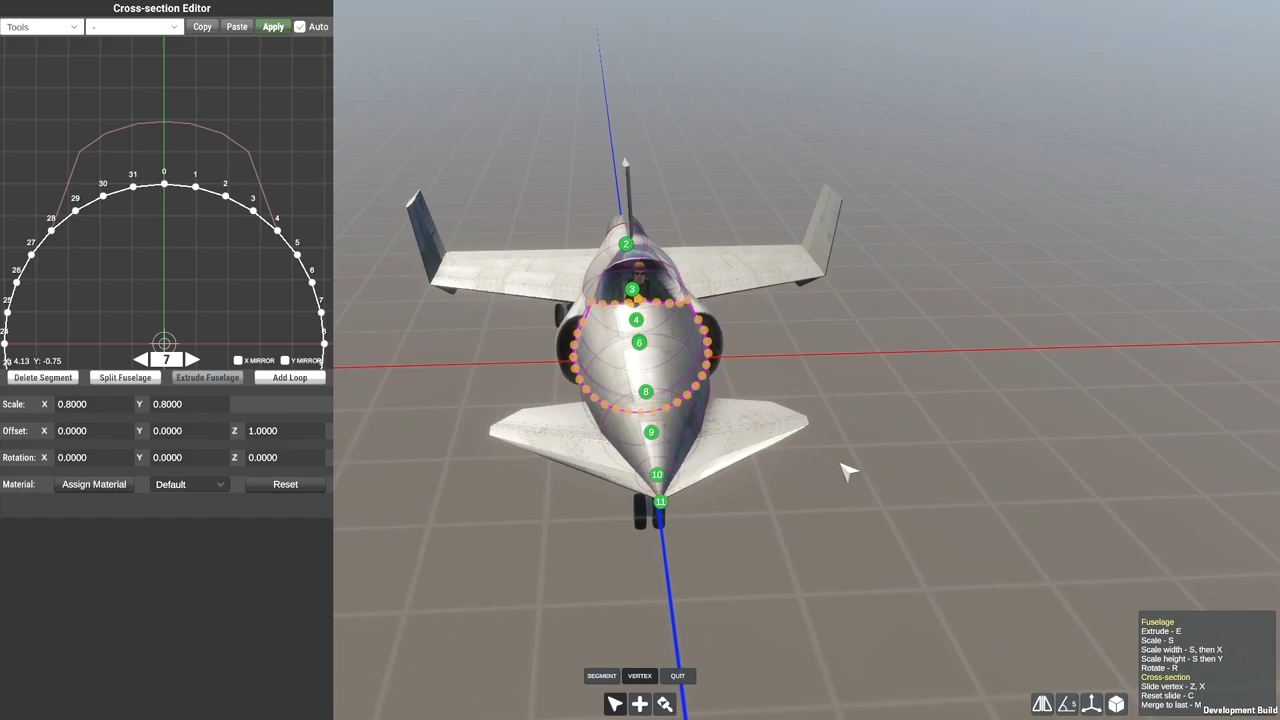 Cross-section Editor
Tools - Copy Paste Apply Auto
0
31 1
30 2
29 3
28 4
27 5
26 6
25 7
8
4.13 Y: -0.75 7 X MIRROR Y MIRROR
Delete Segment Split Fuselage Extrude Fuselage Add Loop
Scale: X 0.8000 Y 0.8000
Offset: X 0.0000 Y 0.0000 Z 1.0000
Rotation: X 0.0000 Y 0.0000 Z 0.0000
Material: Assign Material Default Reset
2
3
4
6
8
9
10
11
SEGMENT VERTEX QUIT
5
Fuselage
Extrude - E
Scale - S
Scale width - S, then X
Scale height - S then Y
Rotate - R
Cross-section
Slide vertex - Z, X
Reset slide - C
Merge to last - M
Development Build